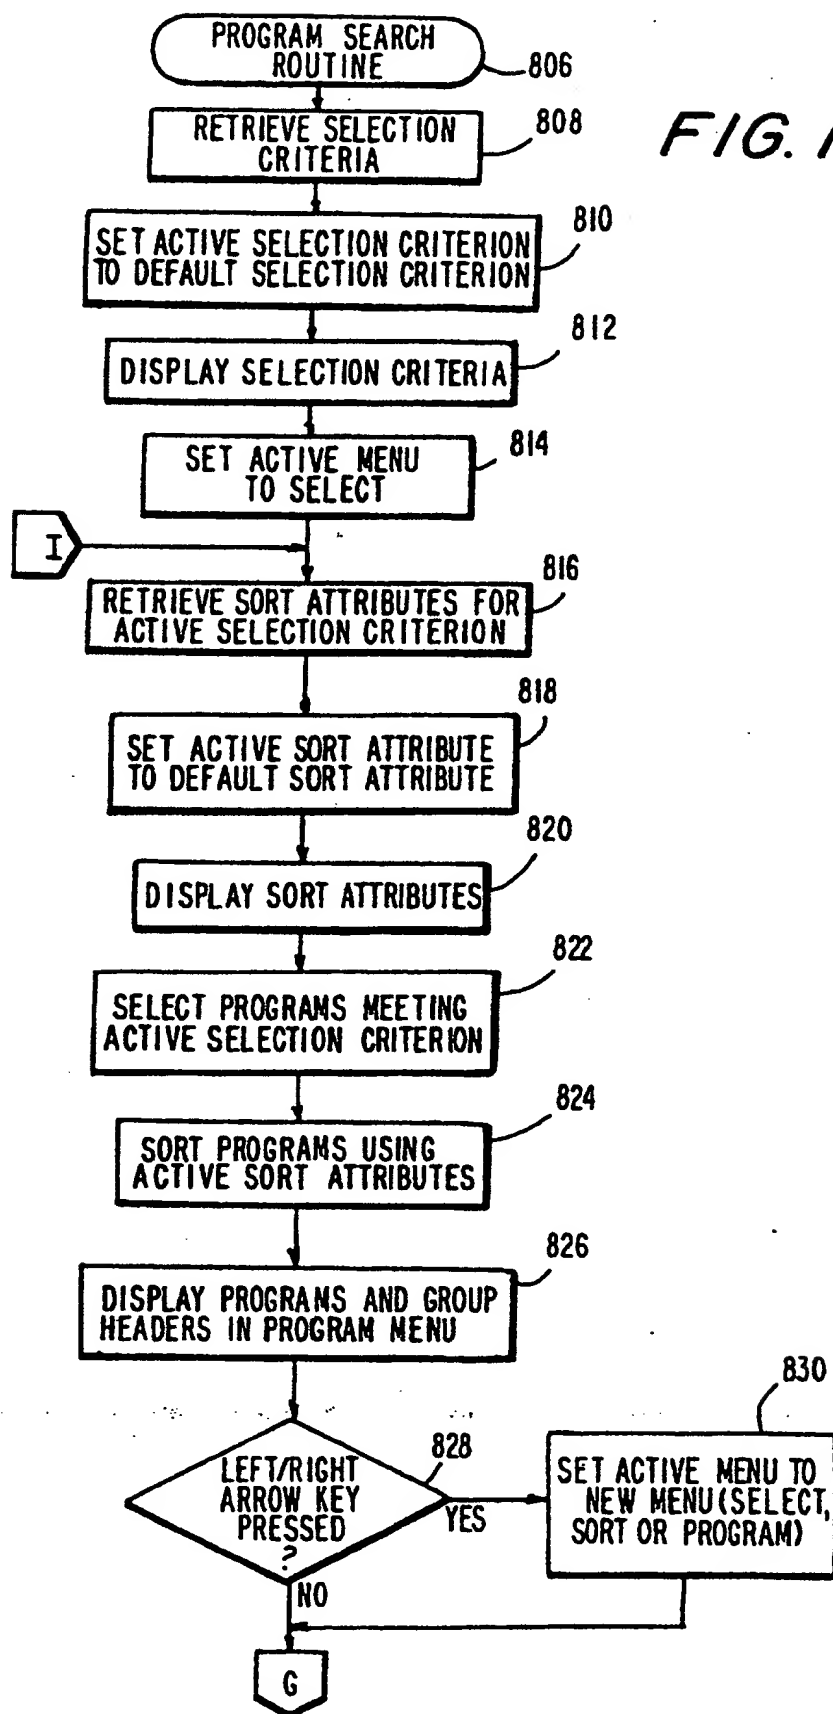 PROGRAM SEARCH
ROUTINE
806
RETRIEVE SELECTION
CRITERIA
808
FIG. 1
SET ACTIVE SELECTION CRITERION
TO DEFAULT SELECTION CRITERION
810
DISPLAY SELECTION CRITERIA
812
SET ACTIVE MENU
TO SELECT
814
I
RETRIEVE SORT ATTRIBUTES FOR
ACTIVE SELECTION CRITERION
816
SET ACTIVE SORT ATTRIBUTE
TO DEFAULT SORT ATTRIBUTE
818
DISPLAY SORT ATTRIBUTES
820
SELECT PROGRAMS MEETING
ACTIVE SELECTION CRITERION
822
SORT PROGRAMS USING
ACTIVE SORT ATTRIBUTES
824
DISPLAY PROGRAMS AND GROUP
HEADERS IN PROGRAM MENU
826
LEFT/RIGHT
ARROW KEY
PRESSED
?
828
YES
SET ACTIVE MENU TO
NEW MENU (SELECT,
SORT OR PROGRAM)
830
NO
G